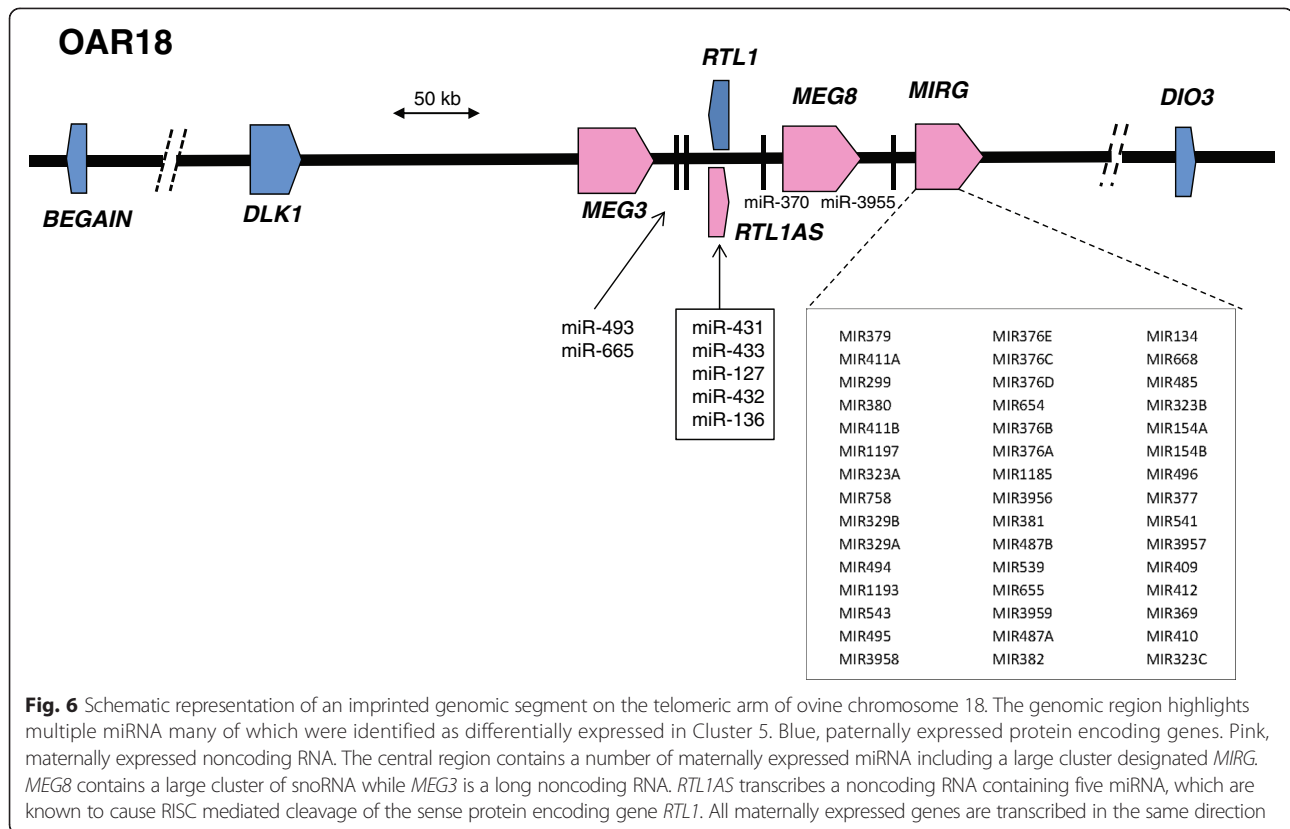 OAR18
50 kb
RTL1
MEG8
MIRG
DIO3
BEGAIN
DLK1
MEG3
miR-370
miR-3955
RTL1AS
miR-493
miR-665
miR-431
miR-433
miR-127
miR-432
miR-136
MIR379 MIR376E MIR134
MIR411A MIR376C MIR668
MIR299 MIR376D MIR485
MIR380 MIR654 MIR323B
MIR411B MIR376B MIR154A
MIR1197 MIR376A MIR154B
MIR323A MIR1185 MIR496
MIR758 MIR3956 MIR377
MIR329B MIR381 MIR541
MIR329A MIR487B MIR3957
MIR494 MIR539 MIR409
MIR1193 MIR655 MIR412
MIR543 MIR3959 MIR369
MIR495 MIR487A MIR410
MIR3958 MIR382 MIR323C
Fig. 6 Schematic representation of an imprinted genomic segment on the telomeric arm of ovine chromosome 18. The genomic region highlights
multiple miRNA many of which were identified as differentially expressed in Cluster 5. Blue, paternally expressed protein encoding genes. Pink,
maternally expressed noncoding RNA. The central region contains a number of maternally expressed miRNA including a large cluster designated MIRG.
MEG8 contains a large cluster of snoRNA while MEG3 is a long noncoding RNA. RTL1AS transcribes a noncoding RNA containing five miRNA, which are
known to cause RISC mediated cleavage of the sense protein encoding gene RTL1. All maternally expressed genes are transcribed in the same direction